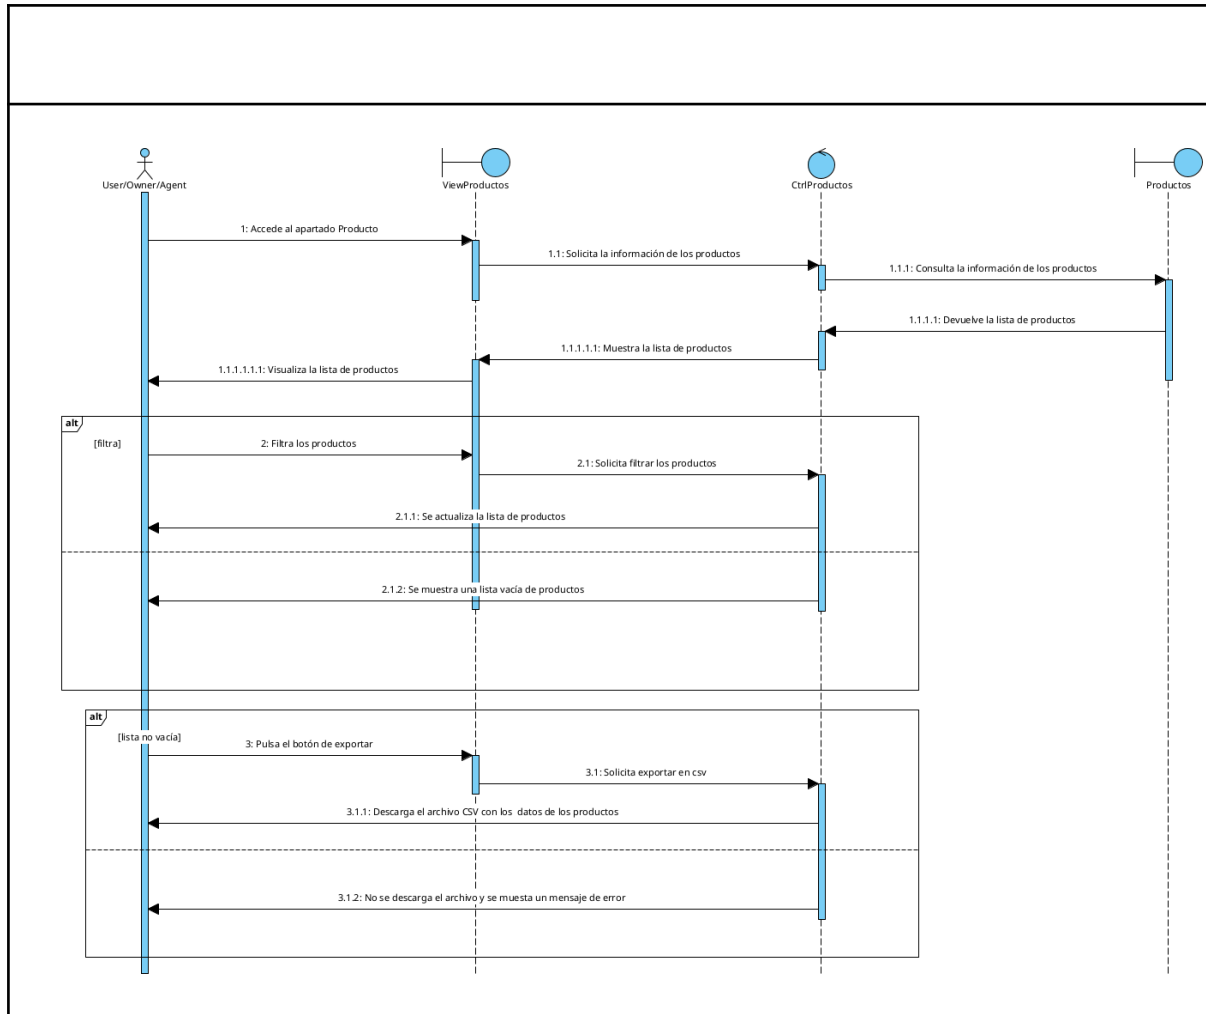 User/Owner/Agent
ViewProductos
CtrlProductos
Productos
1: Accede al apartado Producto
1.1: Solicita la información de los productos
1.1.1: Consulta la información de los productos
1.1.1.1: Devuelve la lista de productos
1.1.1.1.1: Muestra la lista de productos
1.1.1.1.1.1: Visualiza la lista de productos
alt
[filtra]
2: Filtra los productos
2.1: Solicita filtrar los productos
2.1.1: Se actualiza la lista de productos
2.1.2: Se muestra una lista vacía de productos
alt
[lista no vacía]
3: Pulsa el botón de exportar
3.1: Solicita exportar en csv
3.1.1: Descarga el archivo CSV con los datos de los productos
3.1.2: No se descarga el archivo y se muesta un mensaje de error